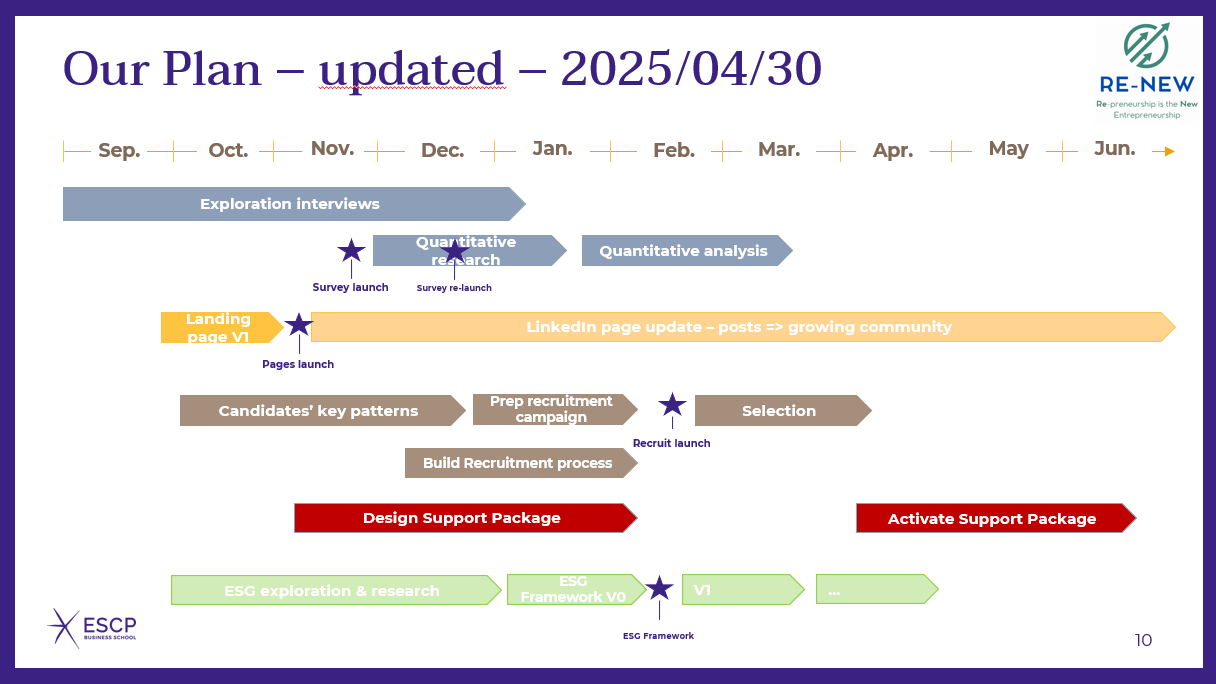 Our Plan – updated – 2025/04/30
RE-NEW
Re-preneurship is the New
Entrepreneurship
Sep. Oct. Nov. Dec. Jan. Feb. Mar. Apr. May Jun.
Exploration interviews
Quantitative
research
Quantitative analysis
Survey launch
Survey re-launch
Landing
page V1
LinkedIn page update – posts => growing community
Pages launch
Candidates’ key patterns
Prep recruitment
campaign
Selection
Recruit launch
Build Recruitment process
Design Support Package
Activate Support Package
ESG exploration & research
ESG
Framework V0
V1
...
ESG Framework
ESCP
BUSINESS SCHOOL
10